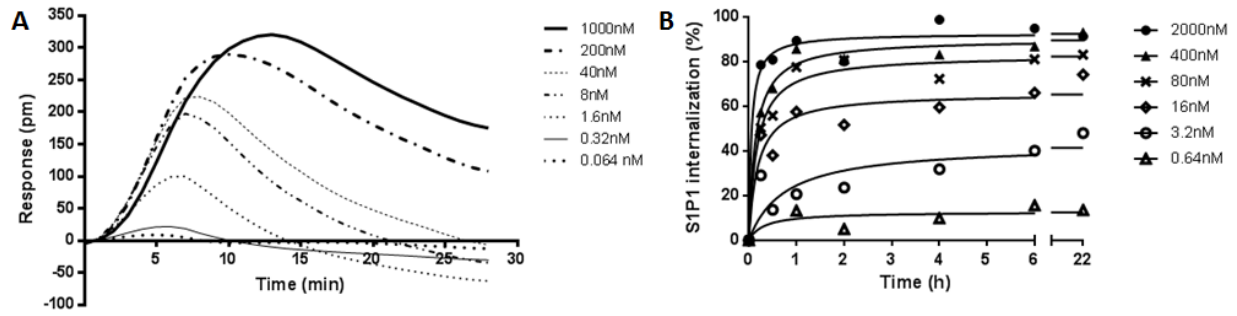 A
Response (pm)
350
300
250
200
150
100
50
0
-50
-100
5
10
15
20
25
30
Time (min)
1000nM
200nM
40nM
8nM
1.6nM
0.32nM
0.064 nM
B
S1P1 internalization (%)
100
80
60
40
20
0
0
1
2
3
4
5
6
22
Time (h)
2000nM
400nM
80nM
16nM
3.2nM
0.64nM